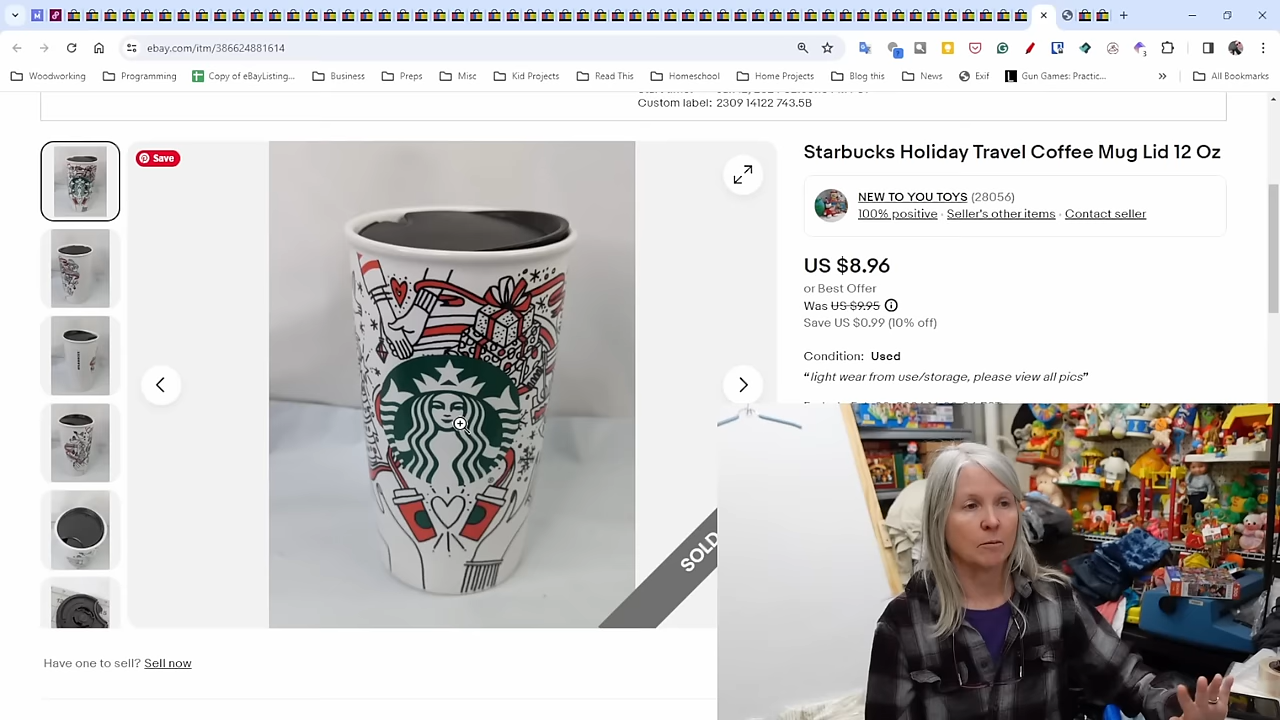 ebay.com/itm/386624881614
Woodworking
Programming
Copy of eBayListing...
Business
Preps
Misc
Kid Projects
Read This
Homeschool
Home Projects
Blog this
News
Exif
Gun Games: Practic...
»
All Bookmarks
Custom label: 2309 14122 743.5B
Save
Starbucks Holiday Travel Coffee Mug Lid 12 Oz
NEW TO YOU TOYS (28056)
100% positive · Seller's other items · Contact seller
US $8.96
or Best Offer
Was US $9.95
Save US $0.99 (10% off)
Condition: Used
“light wear from use/storage, please view all pics”
SOLD
Have one to sell? Sell now